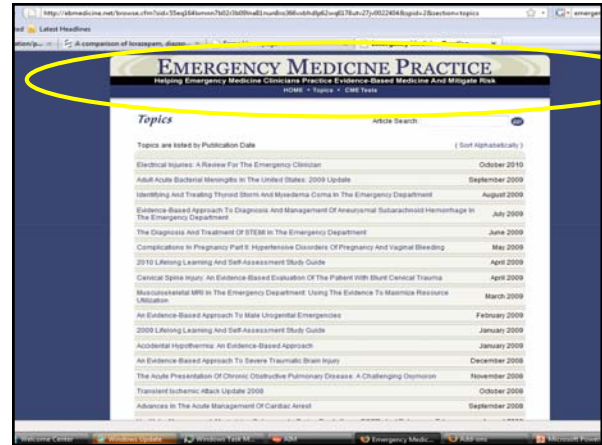 Latest Headlines
A comparison of lorazepam, diazep...
EMERGENCY MEDICINE PRACTICE
Helping Emergency Medicine Clinicians Practice Evidence-Based Medicine And Mitigate Risk
HOME • Topics • CME Tests
Topics
Article Search:
Topics are listed by Publication Date
( Sort Alphabetically )
Electrical Injuries: A Review For The Emergency Clinician October 2010
Adult Acute Bacterial Meningitis In The United States: 2009 Update September 2009
Identifying And Treating Thyroid Storm And Myxedema Coma In The Emergency Department August 2009
Evidence-Based Approach To Diagnosis And Management Of Aneurysmal Subarachnoid Hemorrhage In
The Emergency Department July 2009
The Diagnosis And Treatment Of STEMI In The Emergency Department June 2009
Complications In Pregnancy Part II: Hypertensive Disorders Of Pregnancy And Vaginal Bleeding May 2009
2010 Lifelong Learning And Self-Assessment Study Guide April 2009
Cervical Spine Injury: An Evidence-Based Evaluation Of The Patient With Blunt Cervical Trauma April 2009
Musculoskeletal MRI In The Emergency Department: Using The Evidence To Maximize Resource
Utilization March 2009
An Evidence-Based Approach To Male Urogenital Emergencies February 2009
2009 Lifelong Learning And Self-Assessment Study Guide January 2009
Accidental Hypothermia: An Evidence-Based Approach January 2009
An Evidence-Based Approach To Severe Traumatic Brain Injury December 2008
The Acute Presentation Of Chronic Obstructive Pulmonary Disease: A Challenging Oxymoron November 2008
Transient Ischemic Attack Update 2008 October 2008
Advances In The Acute Management Of Cardiac Arrest September 2008
Welcome Center Windows Update Windows Task M... AIM Emergency Medic... Add-ons Microsoft Power